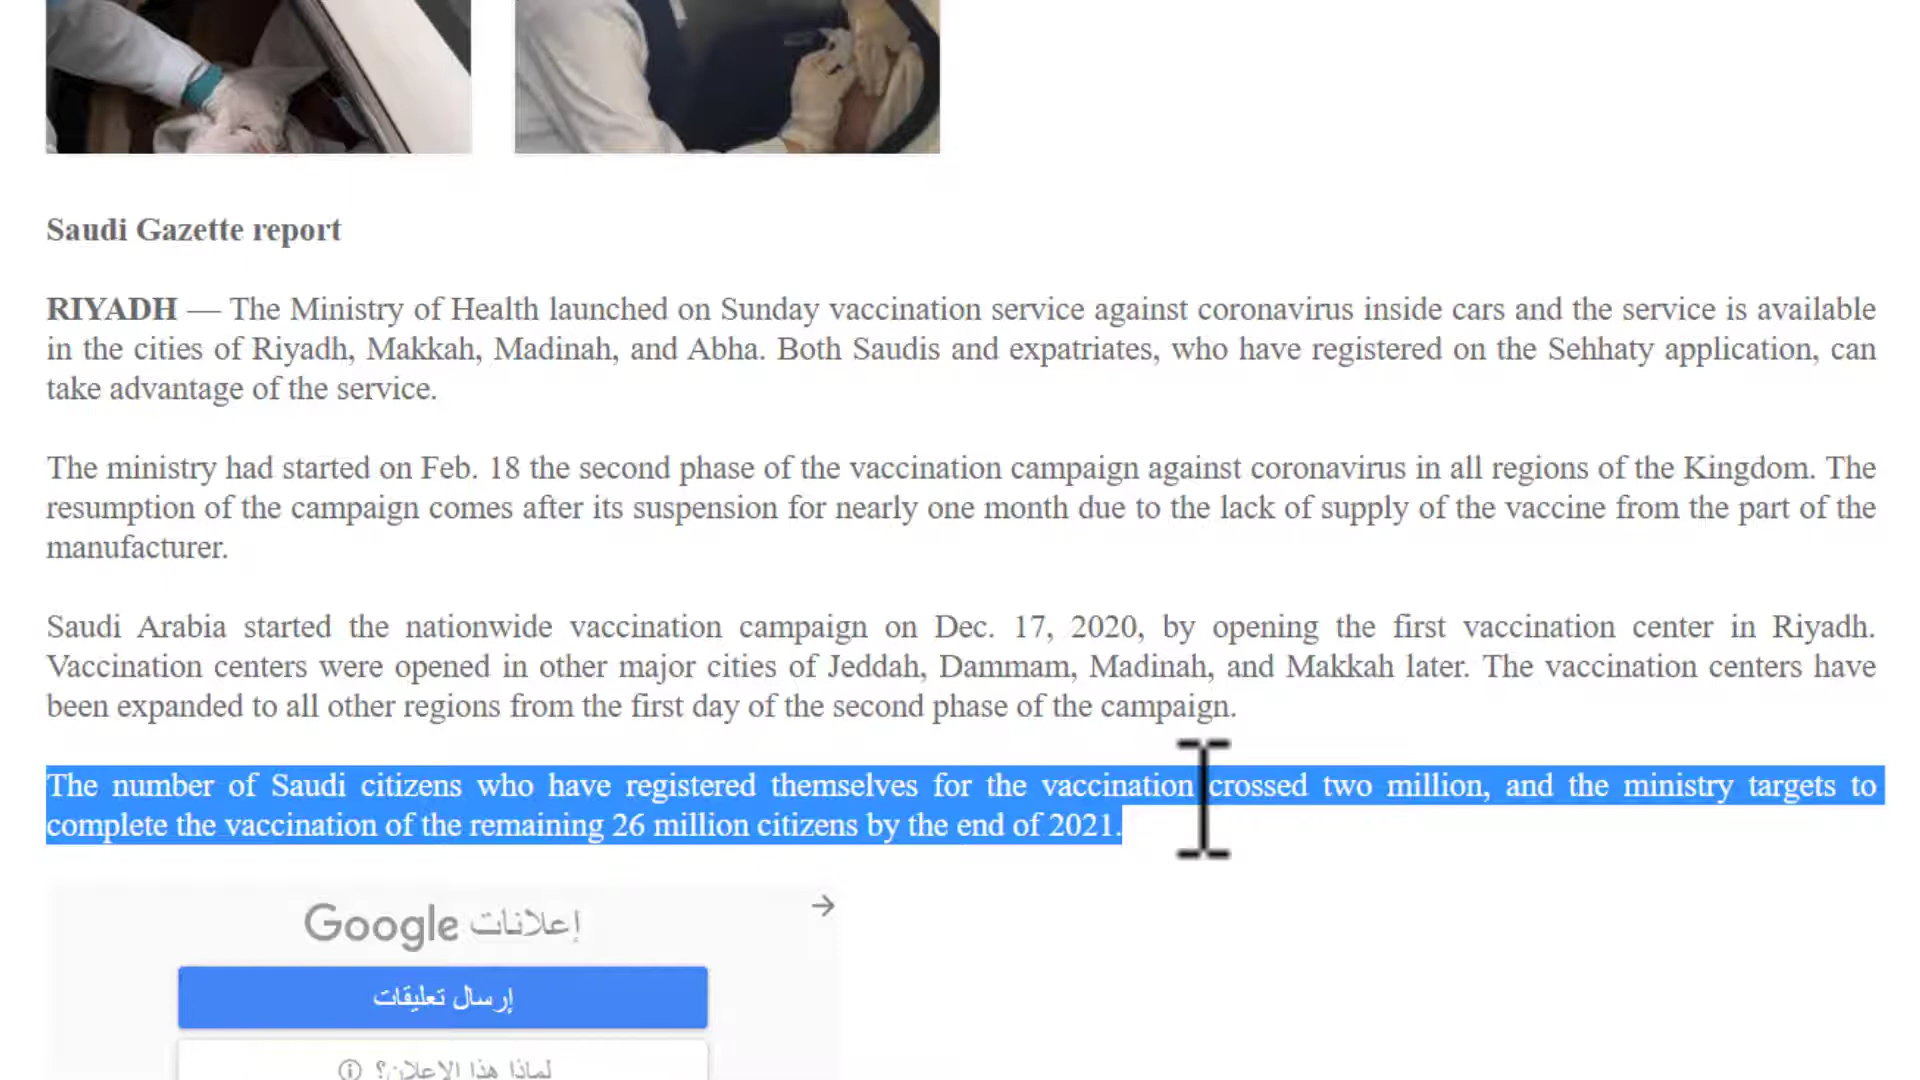 Saudi Gazette report
RIYADH — The Ministry of Health launched on Sunday vaccination service against coronavirus inside cars and the service is available
in the cities of Riyadh, Makkah, Madinah, and Abha. Both Saudis and expatriates, who have registered on the Sehhaty application, can
take advantage of the service.
The ministry had started on Feb. 18 the second phase of the vaccination campaign against coronavirus in all regions of the Kingdom. The
resumption of the campaign comes after its suspension for nearly one month due to the lack of supply of the vaccine from the part of the
manufacturer.
Saudi Arabia started the nationwide vaccination campaign on Dec. 17, 2020, by opening the first vaccination center in Riyadh.
Vaccination centers were opened in other major cities of Jeddah, Dammam, Madinah, and Makkah later. The vaccination centers have
been expanded to all other regions from the first day of the second phase of the campaign.
The number of Saudi citizens who have registered themselves for the vaccination crossed two million, and the ministry targets to
complete the vaccination of the remaining 26 million citizens by the end of 2021.
إعلانات Google
إرسال تعليقات
لماذا هذا الإعلان؟